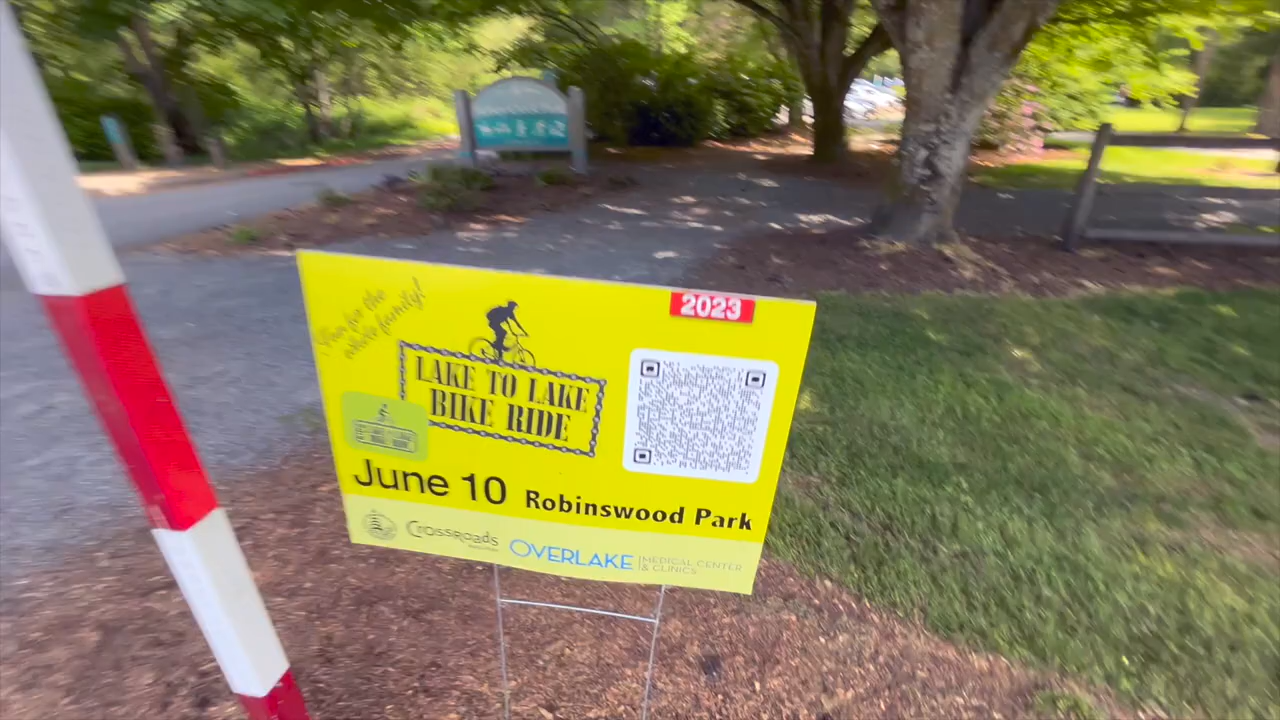 Fun for the
whole family!
2023
LAKE TO LAKE
BIKE RIDE
June 10 Robinswood Park
Crossroads
OVERLAKE MEDICAL CENTER
& CLINICS